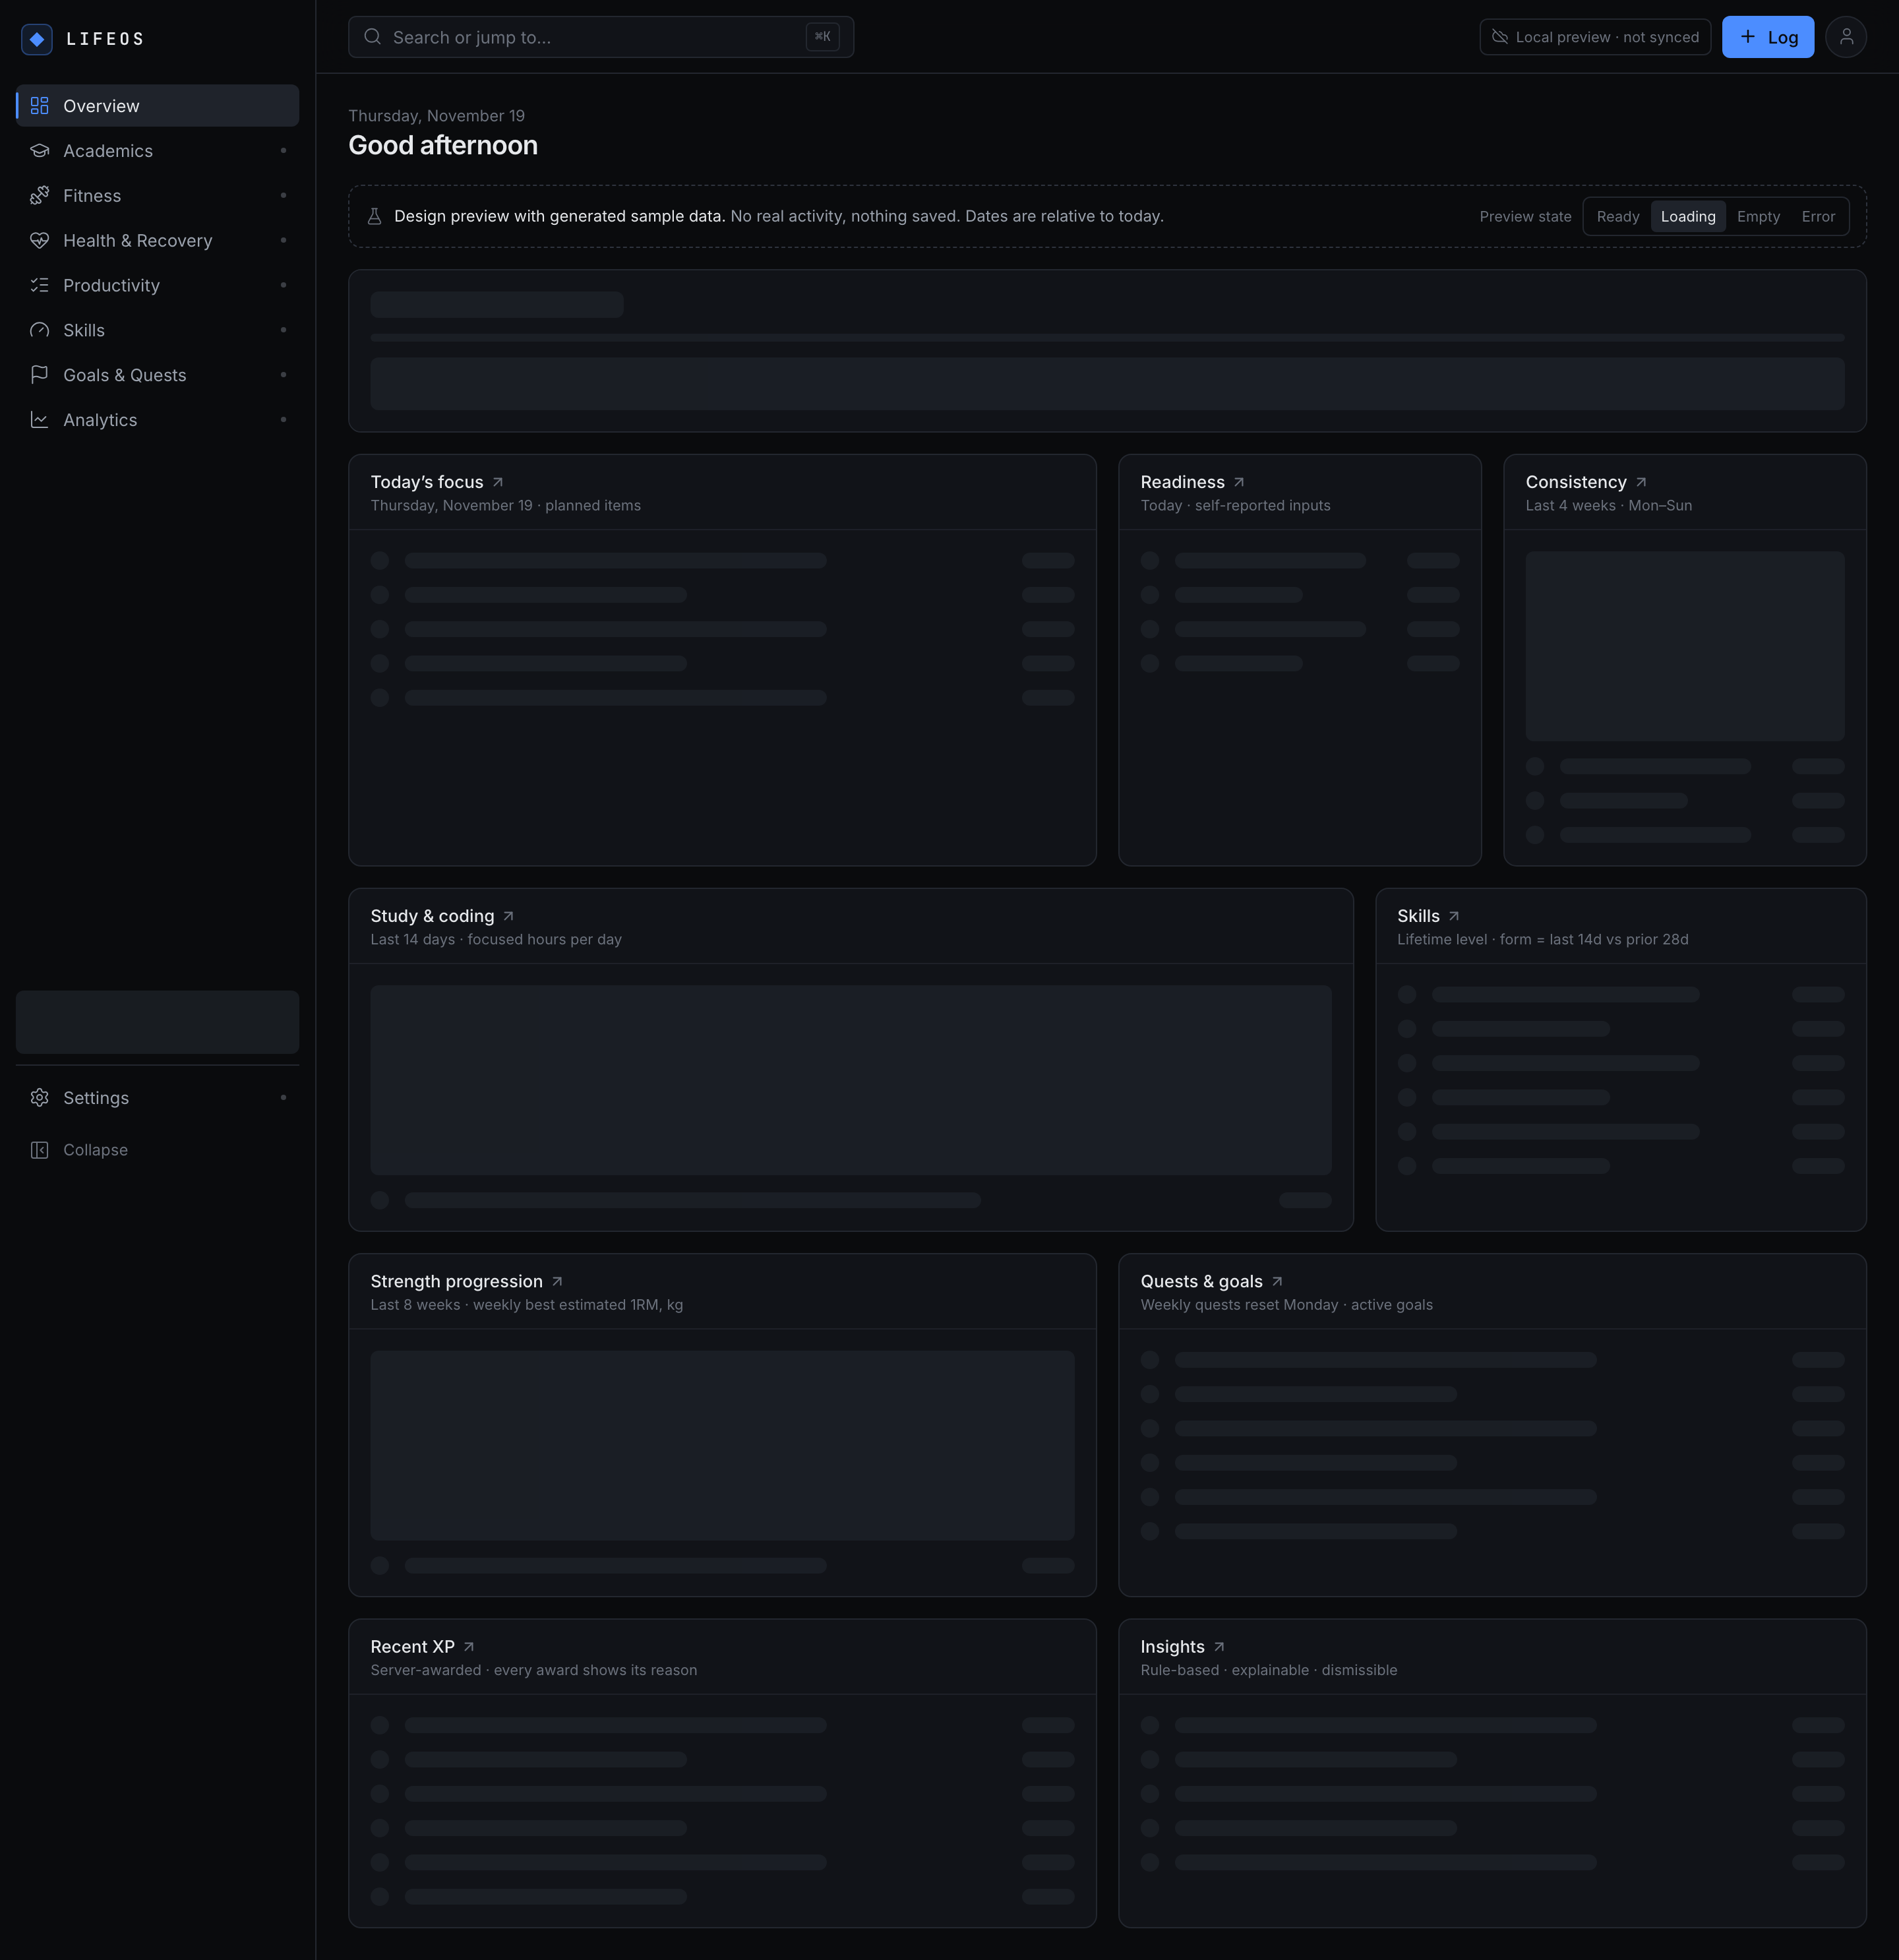 LIFEOS
Search or jump to...
⌘K
Local preview · not synced
+ Log
Overview
Academics
Fitness
Health & Recovery
Productivity
Skills
Goals & Quests
Analytics
Settings
Collapse
Thursday, November 19
Good afternoon
Design preview with generated sample data. No real activity, nothing saved. Dates are relative to today.
Preview state
Ready
Loading
Empty
Error
Today’s focus
Thursday, November 19 · planned items
Readiness
Today · self-reported inputs
Consistency
Last 4 weeks · Mon–Sun
Study & coding
Last 14 days · focused hours per day
Skills
Lifetime level · form = last 14d vs prior 28d
Strength progression
Last 8 weeks · weekly best estimated 1RM, kg
Quests & goals
Weekly quests reset Monday · active goals
Recent XP
Server-awarded · every award shows its reason
Insights
Rule-based · explainable · dismissible